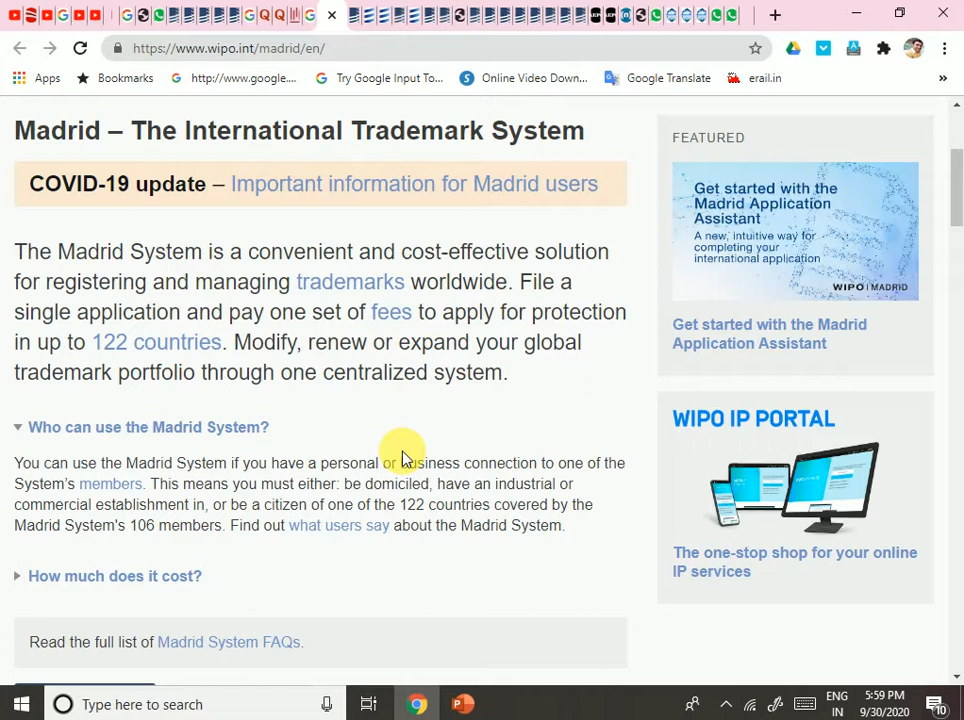 https://www.wipo.int/madrid/en/
Apps
Bookmarks
http://www.google....
Try Google Input To...
Online Video Down...
Google Translate
erail.in
»
Madrid – The International Trademark System
COVID-19 update – Important information for Madrid users
The Madrid System is a convenient and cost-effective solution
for registering and managing trademarks worldwide. File a
single application and pay one set of fees to apply for protection
in up to 122 countries. Modify, renew or expand your global
trademark portfolio through one centralized system.
Who can use the Madrid System?
You can use the Madrid System if you have a personal or business connection to one of the
System's members. This means you must either: be domiciled, have an industrial or
commercial establishment in, or be a citizen of one of the 122 countries covered by the
Madrid System's 106 members. Find out what users say about the Madrid System.
How much does it cost?
Read the full list of Madrid System FAQs.
FEATURED
Get started with the
Madrid Application
Assistant
A new, intuitive way for
completing your
international application
WIPO | MADRID
Get started with the Madrid
Application Assistant
WIPO IP PORTAL
The one-stop shop for your online
IP services
Type here to search
ENG
IN
5:59 PM
9/30/2020
10